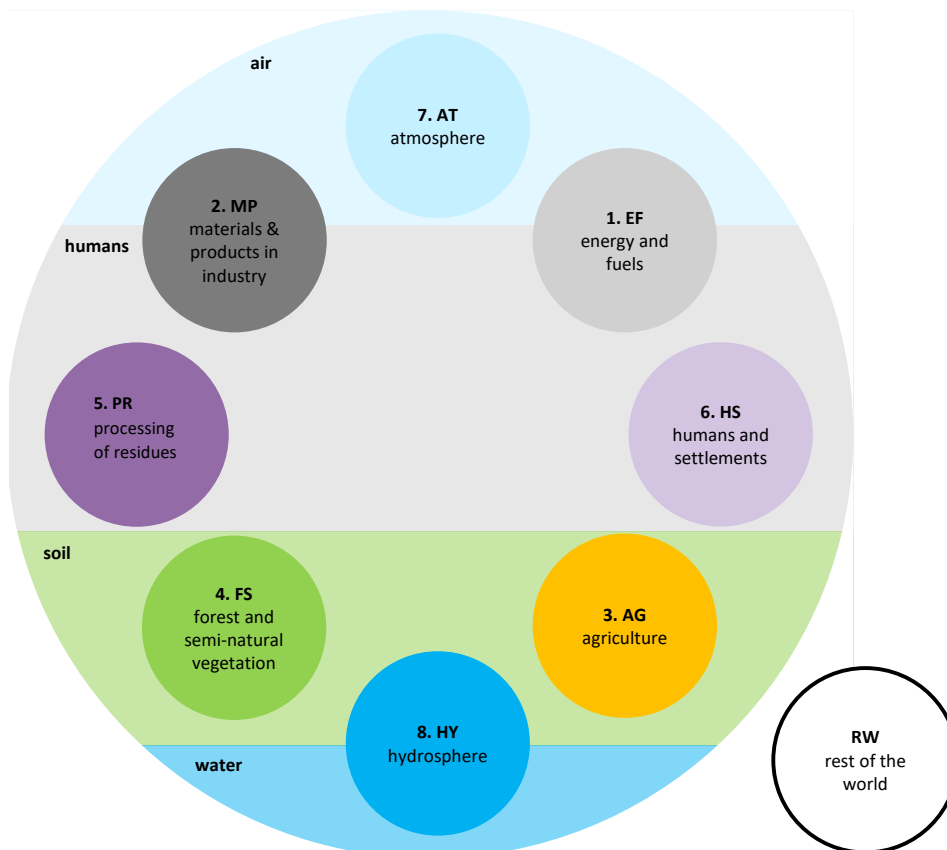 air
7. AT
atmosphere
2. MP
materials &
products in
industry
1. EF
energy and
fuels
humans
5. PR
processing
of residues
6. HS
humans and
settlements
soil
4. FS
forest and
semi-natural
vegetation
3. AG
agriculture
8. HY
hydrosphere
water
RW
rest of the
world